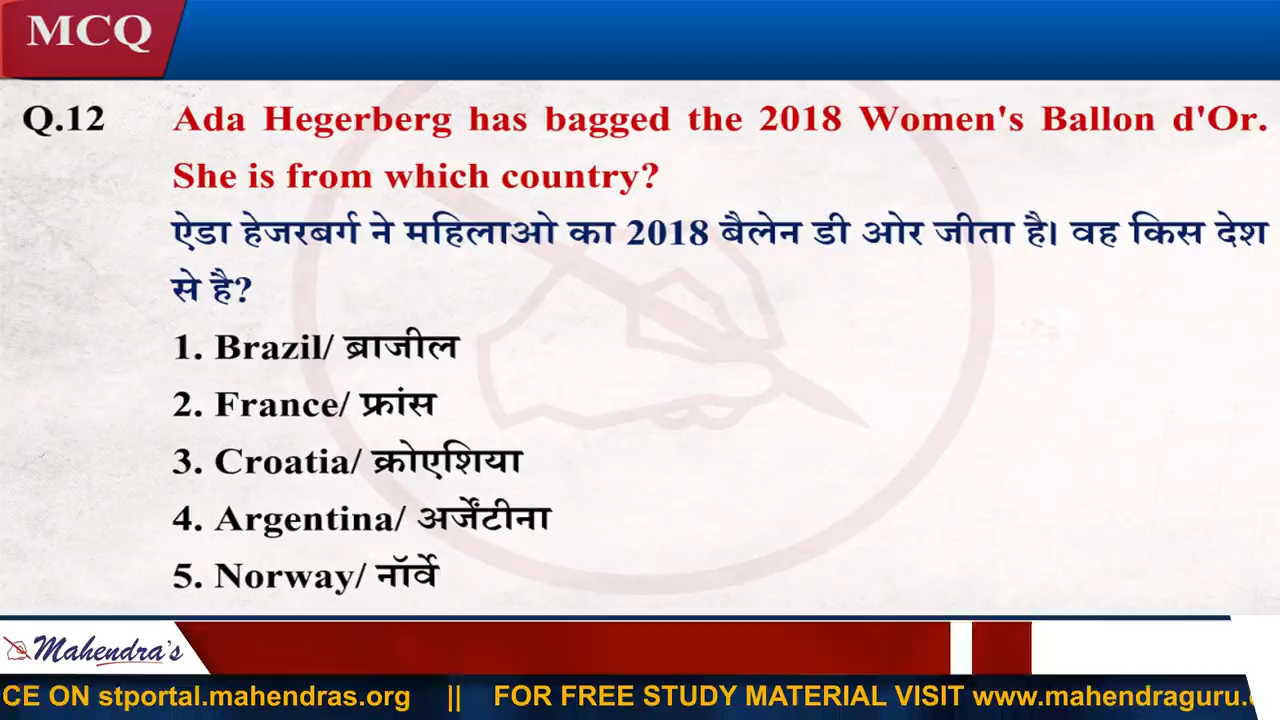 MCQ
Q.12 Ada Hegerberg has bagged the 2018 Women's Ballon d'Or.
She is from which country?
ऐडा हेजरबर्ग ने महिलाओ का 2018 बैलेन डी ओर जीता है। वह किस देश
से है?
1. Brazil/ ब्राजील
2. France/ फ्रांस
3. Croatia/ क्रोएशिया
4. Argentina/ अर्जेंटीना
5. Norway/ नॉर्वे
Mahendra's
CE ON stportal.mahendras.org || FOR FREE STUDY MATERIAL VISIT www.mahendraguru.